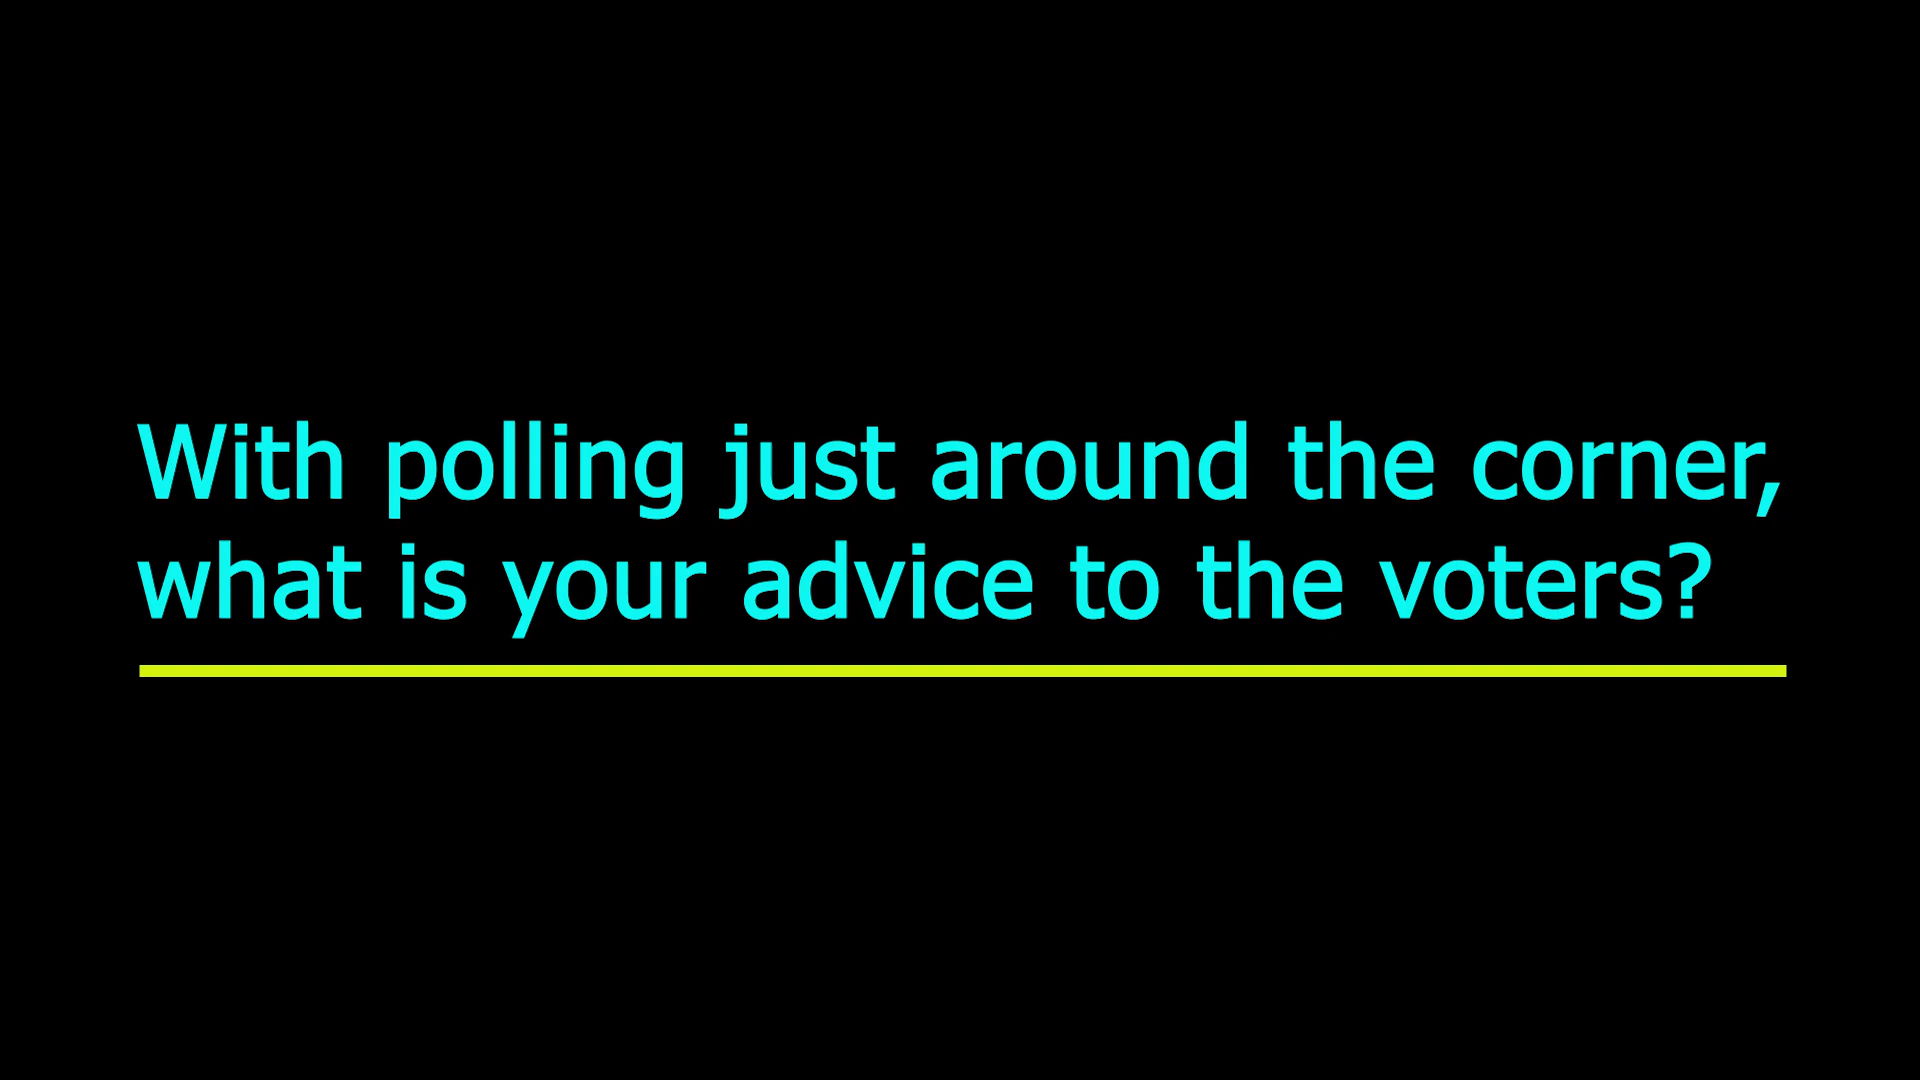 With polling just around the corner,
what is your advice to the voters?